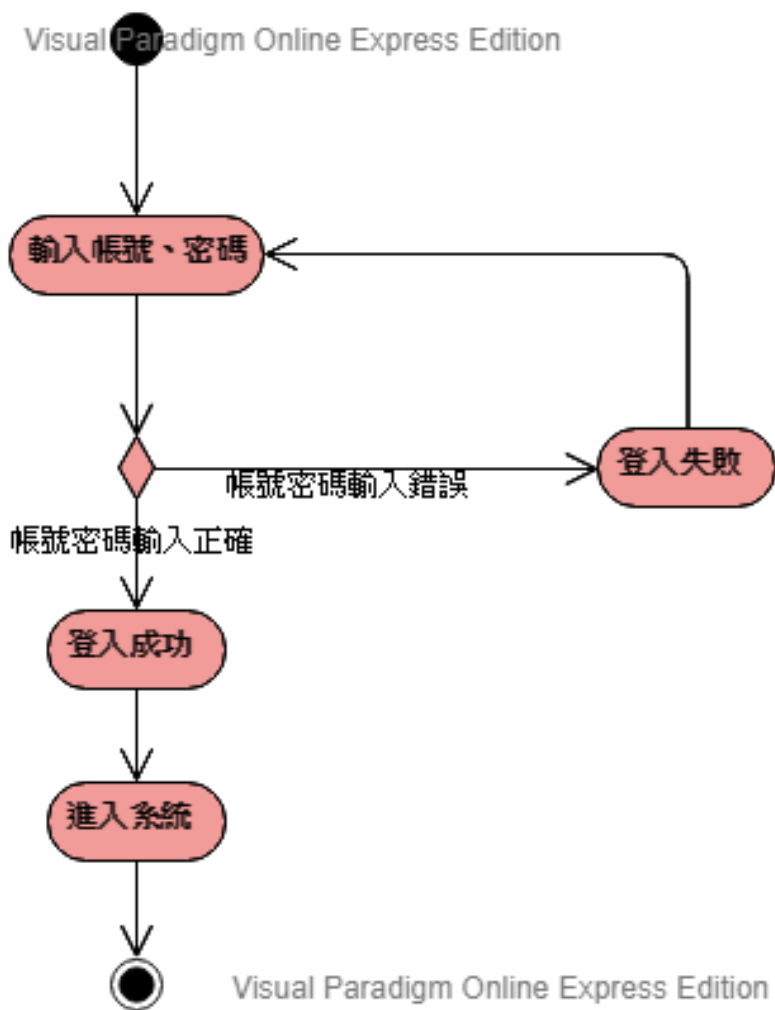 Visual Paradigm Online Express Edition
輸入帳號、密碼
登入失敗
帳號密碼輸入錯誤
帳號密碼輸入正確
登入成功
進入系統
Visual Paradigm Online Express Edition